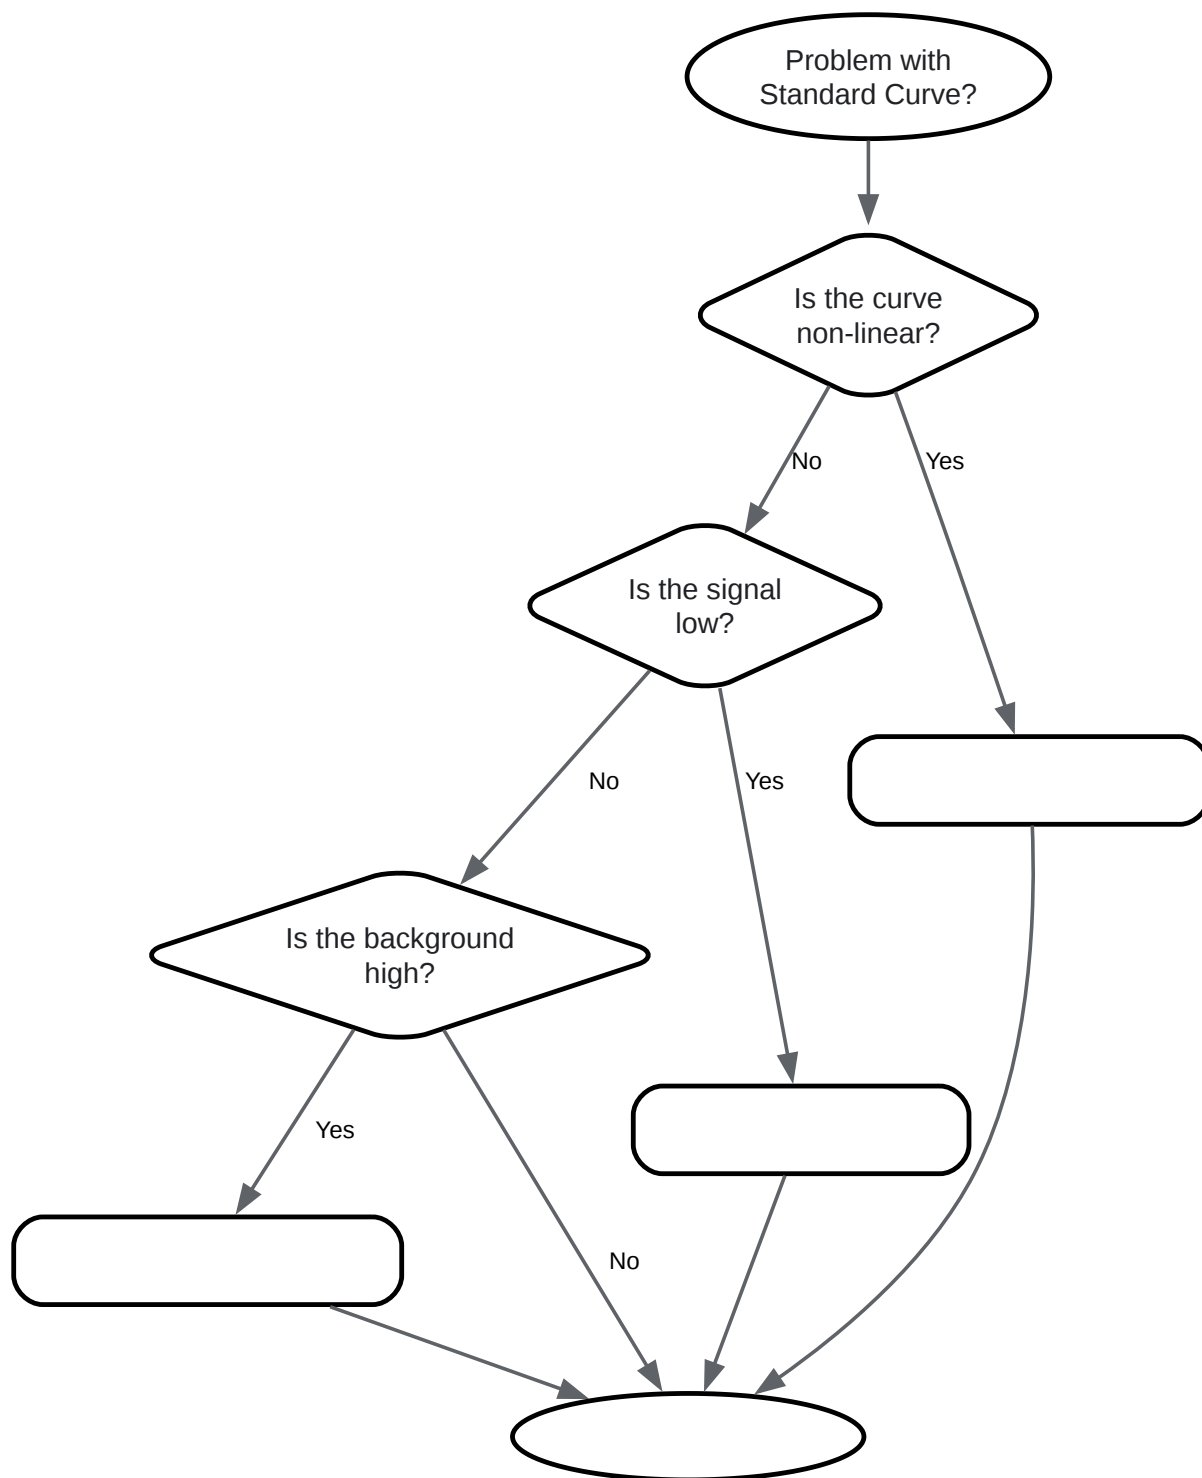 Problem with
Standard Curve?
Is the curve
non-linear?
No
Yes
Is the signal
low?
No
Yes
Is the background
high?
Yes
No